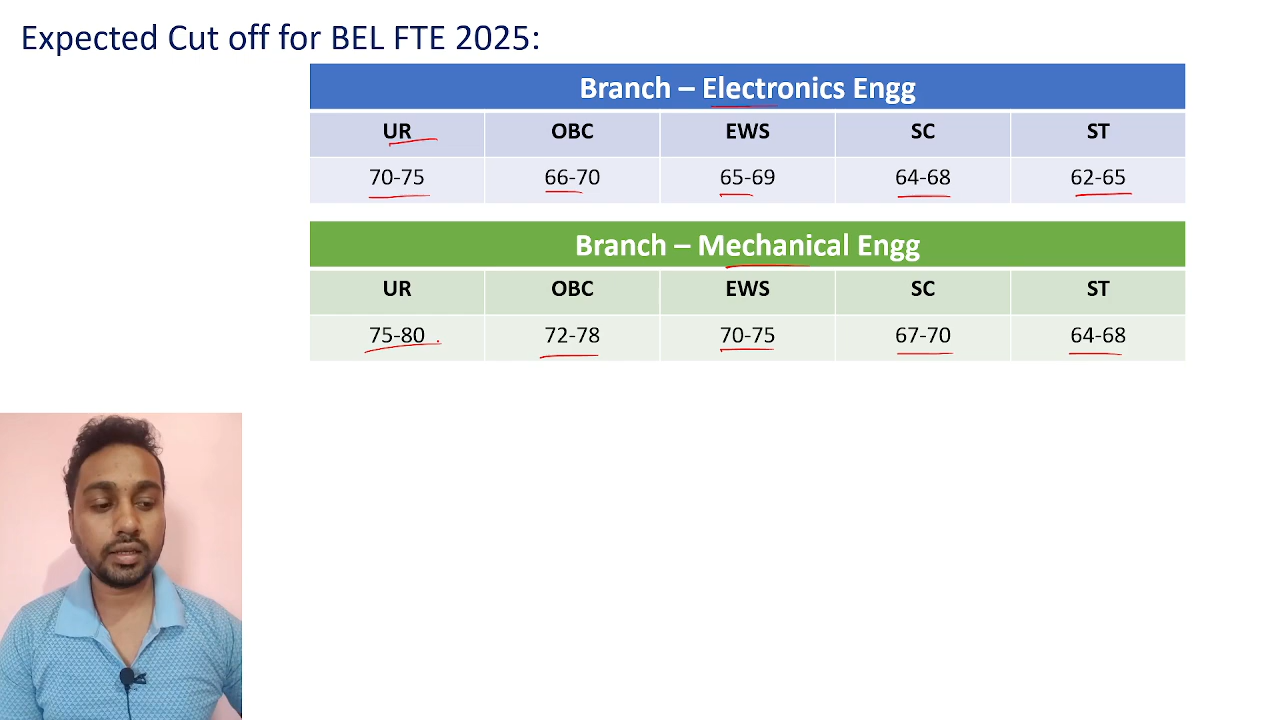 Expected Cut off for BEL FTE 2025:
Branch – Electronics Engg
UR OBC EWS SC ST
70-75 66-70 65-69 64-68 62-65
Branch – Mechanical Engg
UR OBC EWS SC ST
75-80 72-78 70-75 67-70 64-68